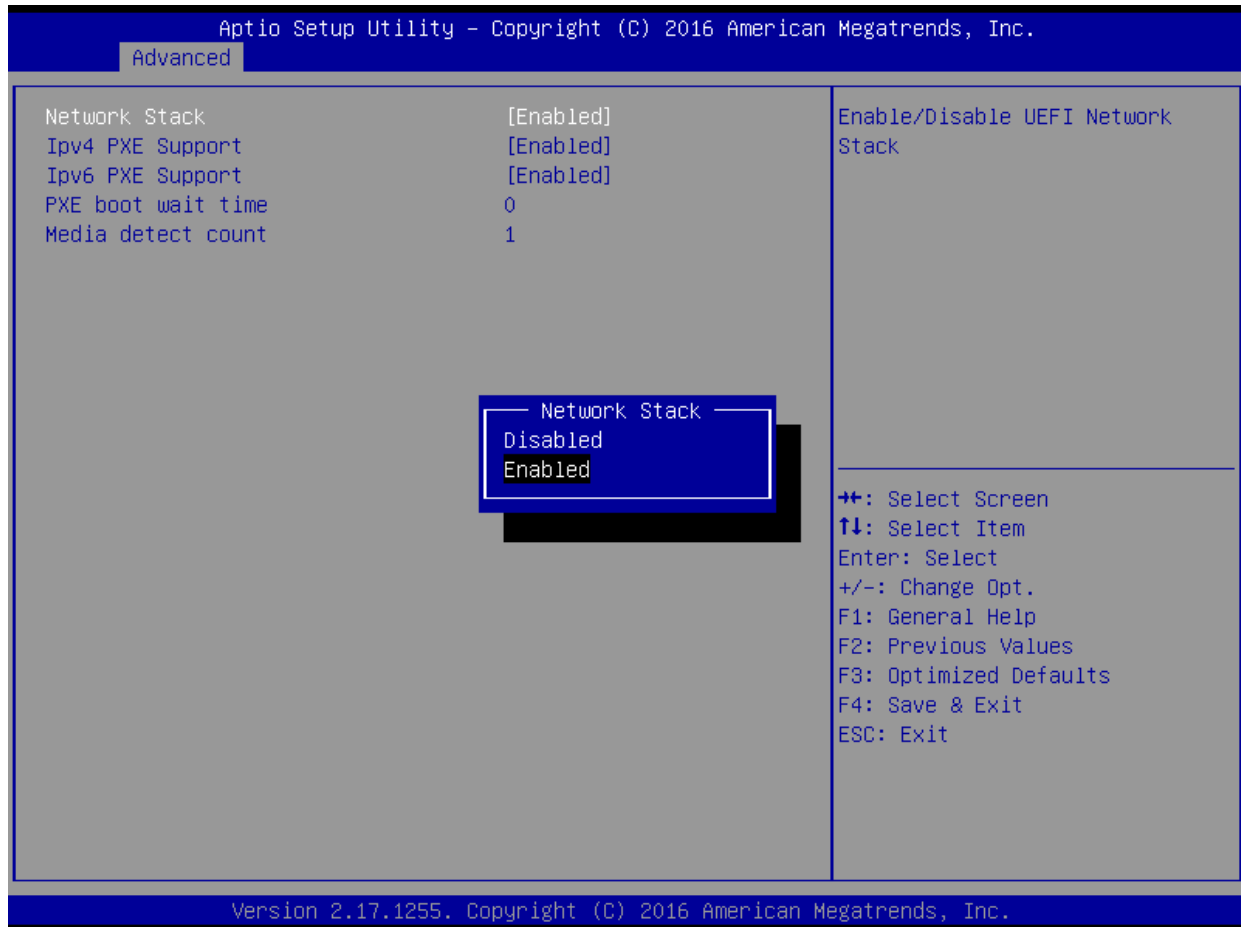 Aptio Setup Utility – Copyright (C) 2016 American Megatrends, Inc.
Advanced
Network Stack [Enabled]
Ipv4 PXE Support [Enabled]
Ipv6 PXE Support [Enabled]
PXE boot wait time 0
Media detect count 1
Enable/Disable UEFI Network
Stack
Network Stack
Disabled
Enabled
→←: Select Screen
↑↓: Select Item
Enter: Select
+/-: Change Opt.
F1: General Help
F2: Previous Values
F3: Optimized Defaults
F4: Save & Exit
ESC: Exit
Version 2.17.1255. Copyright (C) 2016 American Megatrends, Inc.